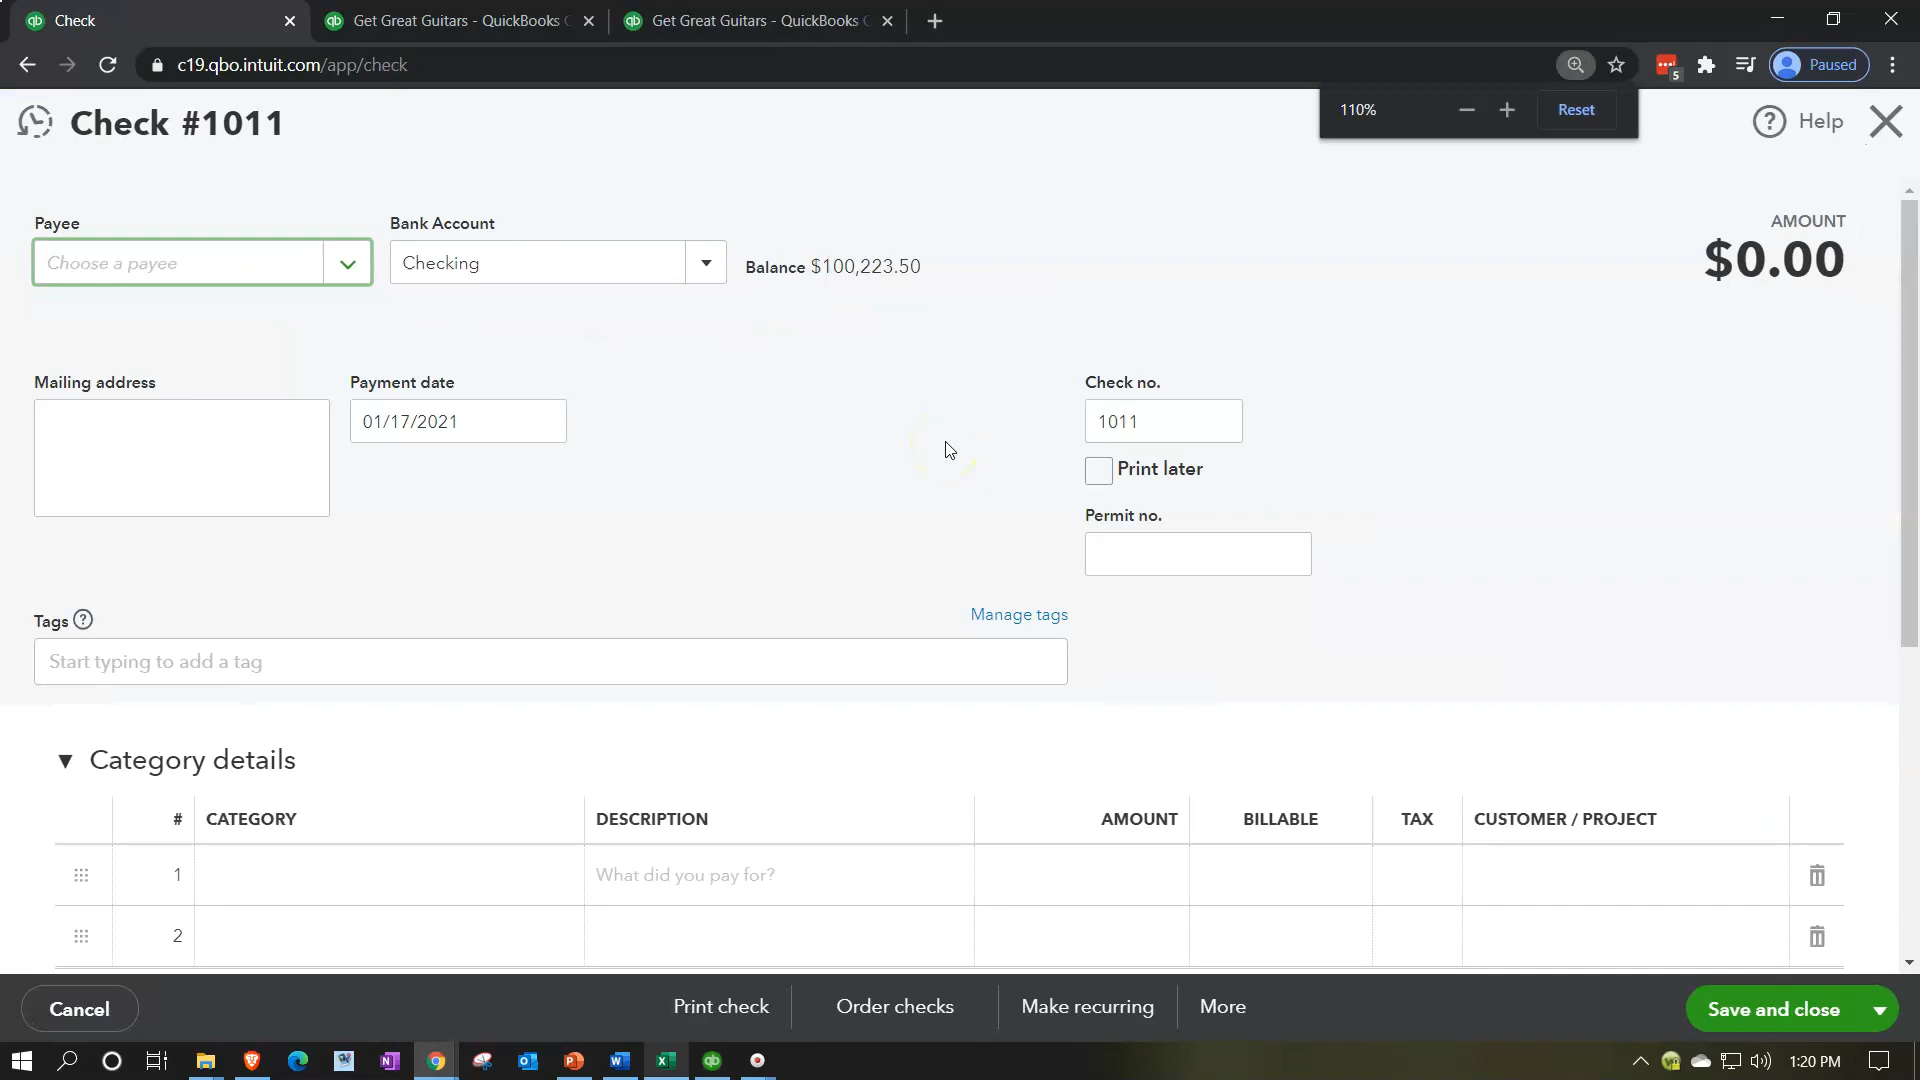 Check
Get Great Guitars - QuickBooks
Get Great Guitars - QuickBooks
c19.qbo.intuit.com/app/check
5
Paused
110%
Reset
Check #1011
Help
Payee
Bank Account
AMOUNT
Choose a payee
Checking
Balance $100,223.50
$0.00
Mailing address
Payment date
Check no.
01/17/2021
1011
Print later
Permit no.
Tags
Manage tags
Start typing to add a tag
Category details
# CATEGORY DESCRIPTION AMOUNT BILLABLE TAX CUSTOMER / PROJECT
1 What did you pay for?
2
Cancel
Print check
Order checks
Make recurring
More
Save and close
1:20 PM